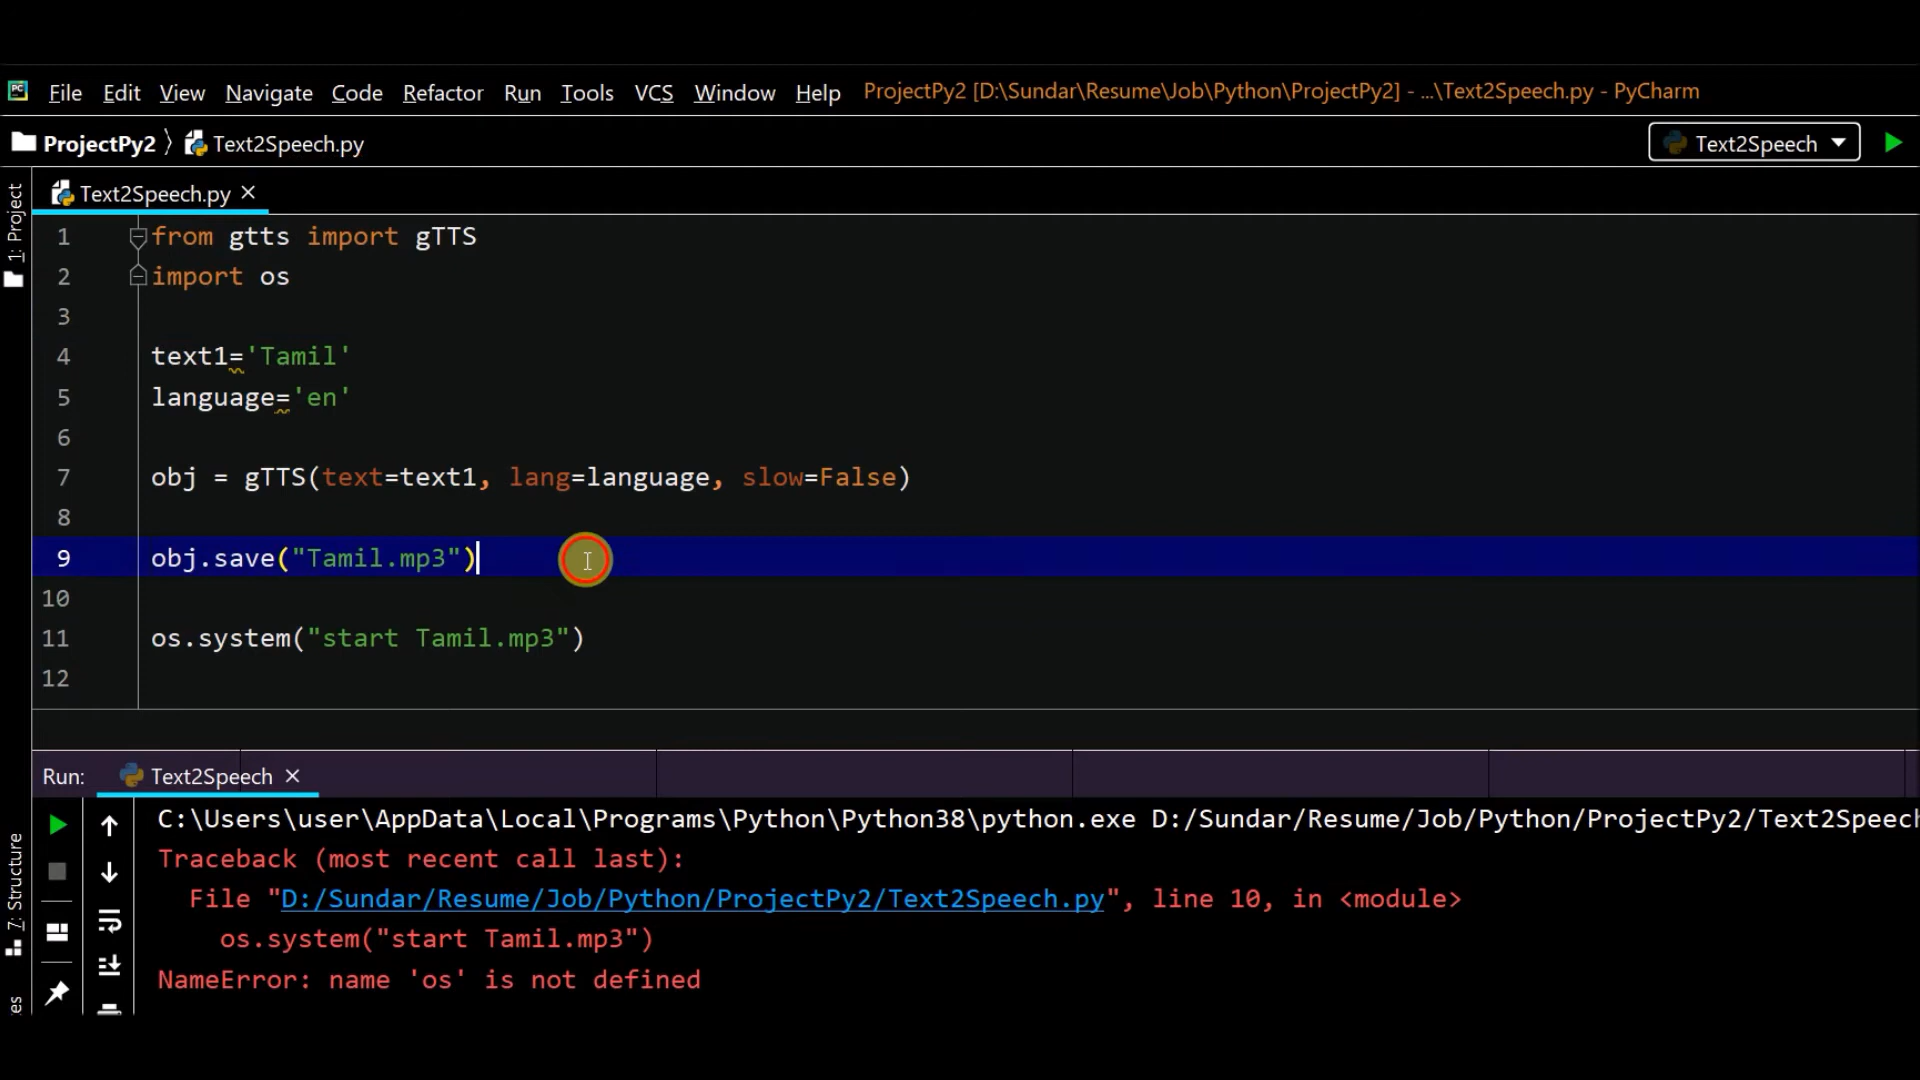 File Edit View Navigate Code Refactor Run Tools VCS Window Help ProjectPy2 [D:\Sundar\Resume\Job\Python\ProjectPy2] - ...\Text2Speech.py - PyCharm
ProjectPy2 Text2Speech.py Text2Speech
Text2Speech.py
1: Project
1 from gtts import gTTS
2 import os
3
4 text1='Tamil'
5 language='en'
6
7 obj = gTTS(text=text1, lang=language, slow=False)
8
9 obj.save("Tamil.mp3")
10
11 os.system("start Tamil.mp3")
12
Run: Text2Speech
7: Structure
C:\Users\user\AppData\Local\Programs\Python\Python38\python.exe D:/Sundar/Resume/Job/Python/ProjectPy2/Text2Speech
Traceback (most recent call last):
File "D:/Sundar/Resume/Job/Python/ProjectPy2/Text2Speech.py", line 10, in <module>
os.system("start Tamil.mp3")
NameError: name 'os' is not defined